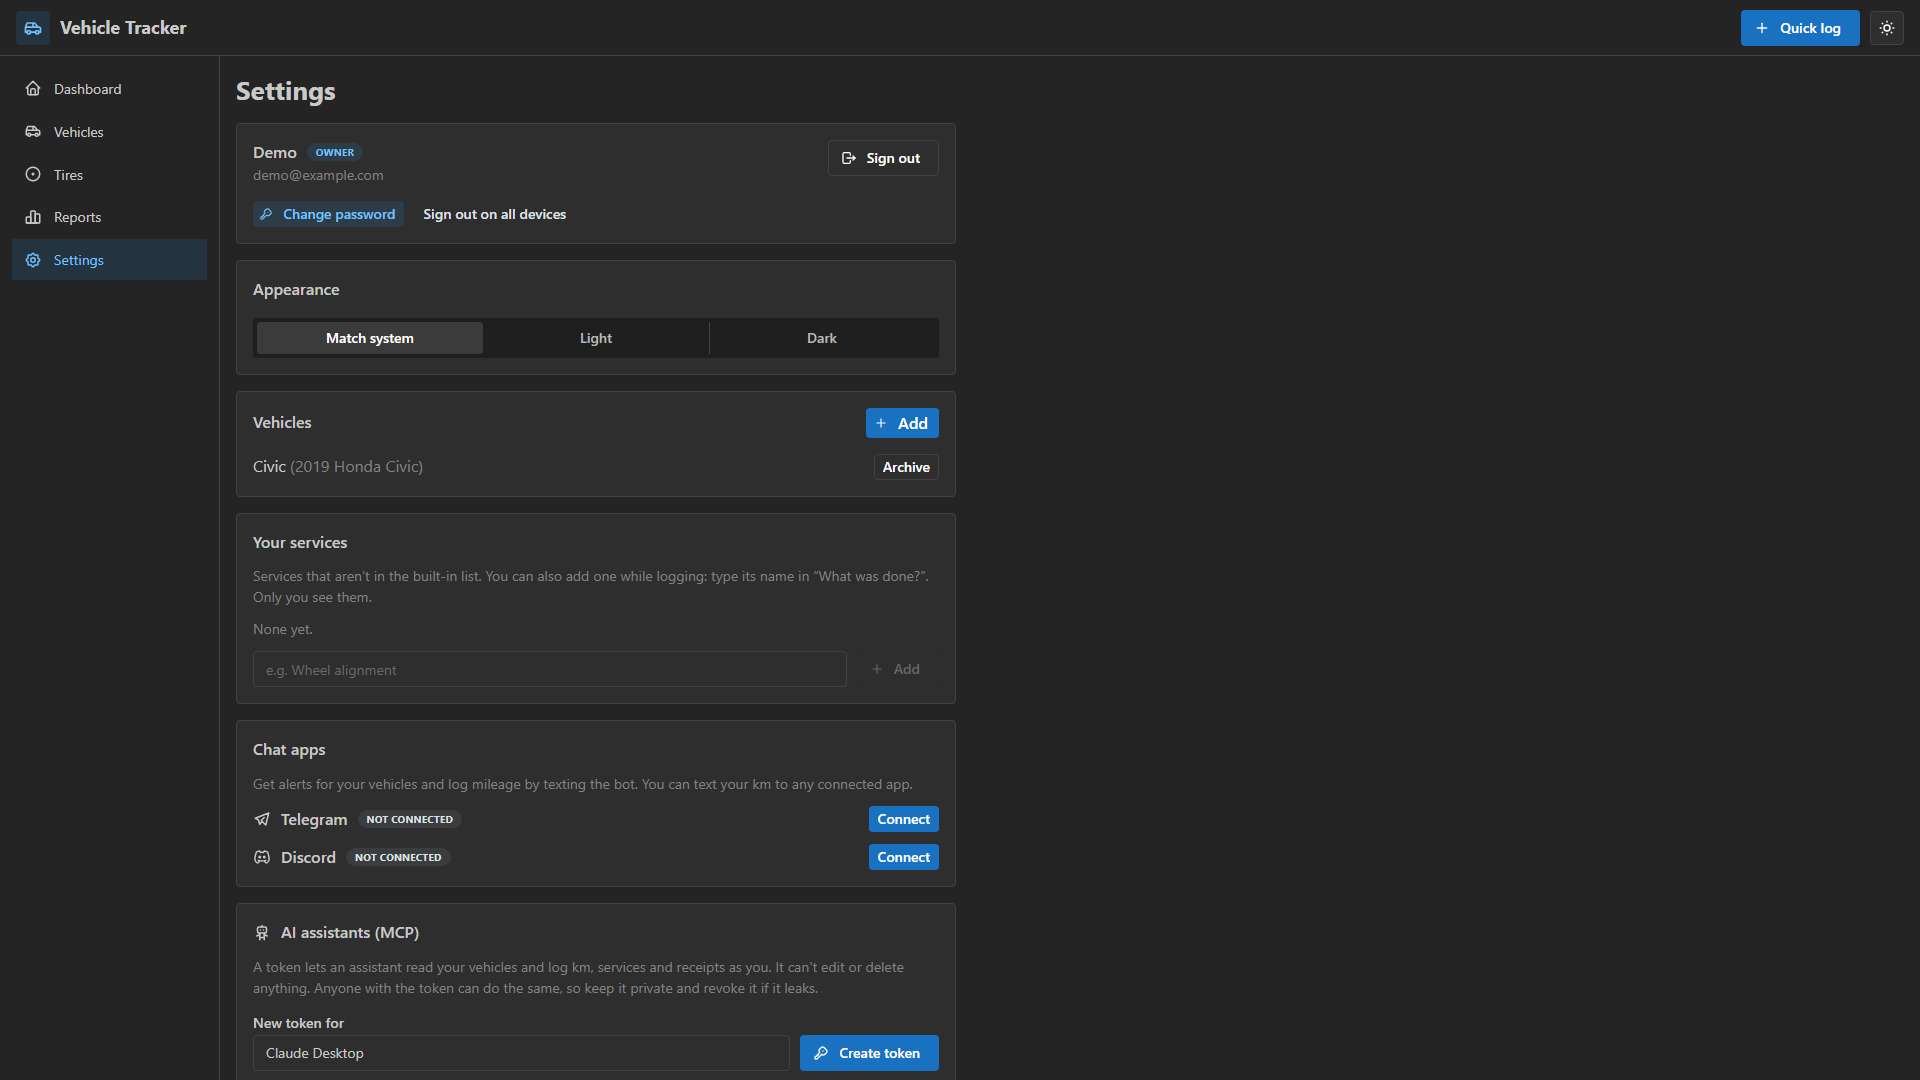 Vehicle Tracker
Quick log
Dashboard
Vehicles
Tires
Reports
Settings
Settings
Demo OWNER
demo@example.com
Sign out
Change password
Sign out on all devices
Appearance
Match system
Light
Dark
Vehicles
Add
Civic (2019 Honda Civic)
Archive
Your services
Services that aren't in the built-in list. You can also add one while logging: type its name in "What was done?".
Only you see them.
None yet.
e.g. Wheel alignment
Add
Chat apps
Get alerts for your vehicles and log mileage by texting the bot. You can text your km to any connected app.
Telegram NOT CONNECTED
Connect
Discord NOT CONNECTED
Connect
AI assistants (MCP)
A token lets an assistant read your vehicles and log km, services and receipts as you. It can't edit or delete
anything. Anyone with the token can do the same, so keep it private and revoke it if it leaks.
New token for
Claude Desktop
Create token